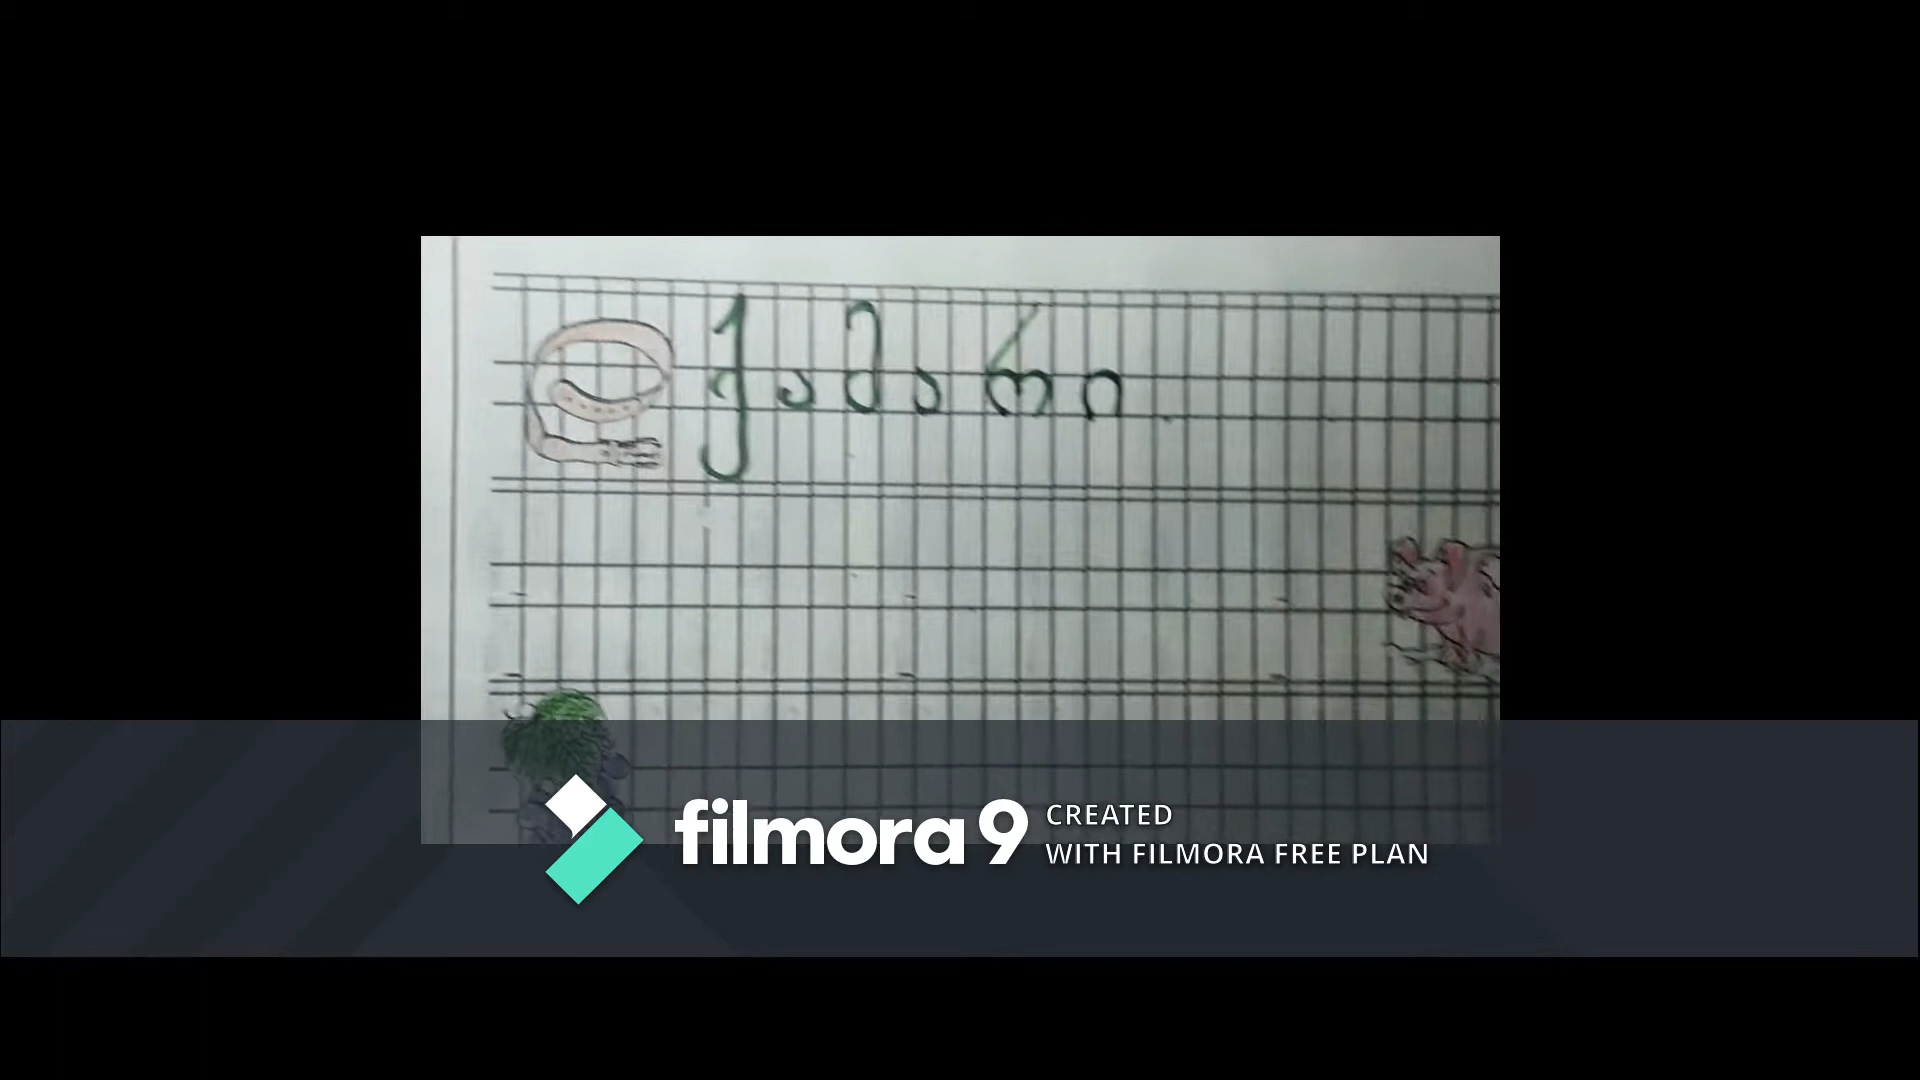 ქამარი
filmora 9
CREATED
WITH FILMORA FREE PLAN